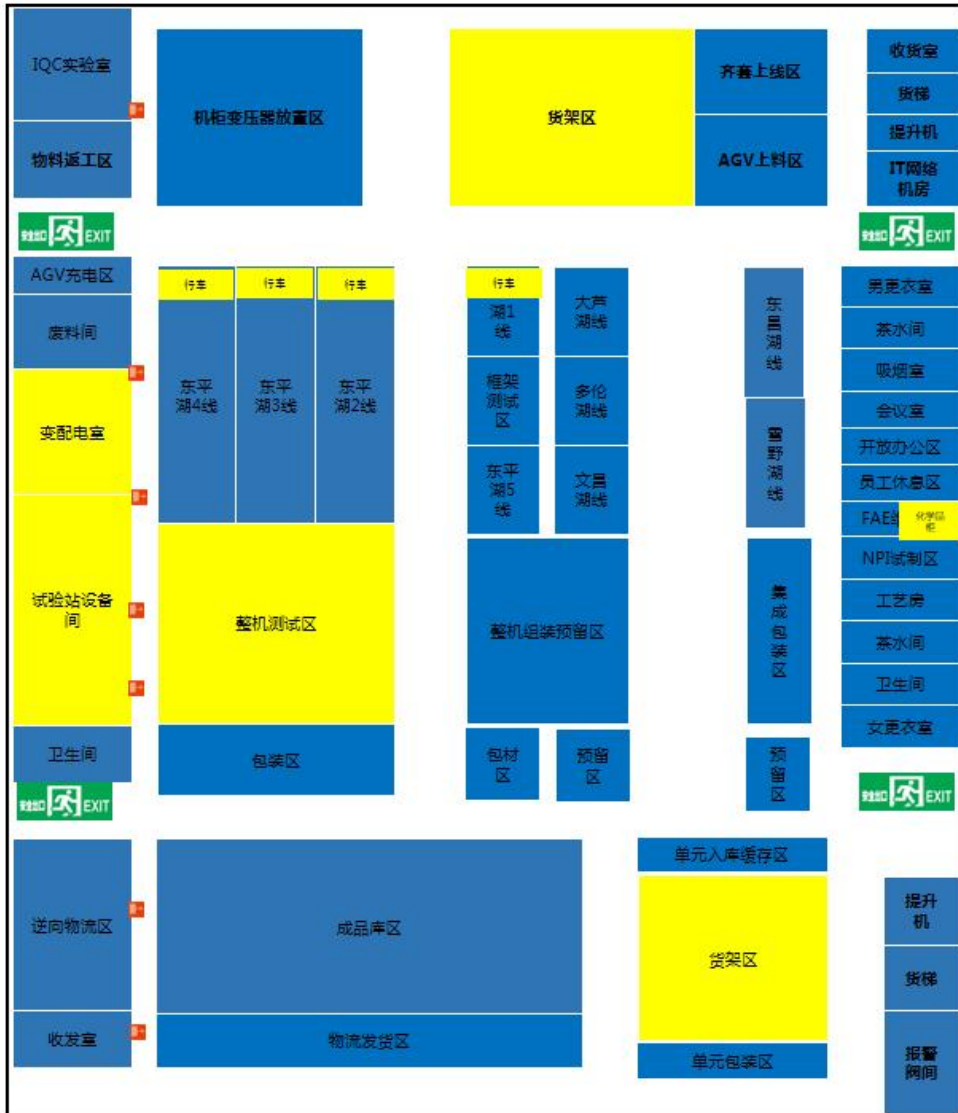 IQC实验室
物料返工区
机柜变压器放置区
货架区
齐套上线区
AGV上料区
收货室
货梯
提升机
IT网络
机房
安全出口 EXIT
安全出口 EXIT
AGV充电区
废料间
变配电室
试验站设备
间
卫生间
行车
行车
行车
东平
湖4线
东平
湖3线
东平
湖2线
整机测试区
包装区
行车
湖1
线
大芦
湖线
框架
测试
区
多伦
湖线
东平
湖5
线
文昌
湖线
整机组装预留区
包材
区
预留
区
东
昌
湖
线
雪
野
湖
线
集
成
包
装
区
预
留
区
男更衣室
茶水间
吸烟室
会议室
开放办公区
员工休息区
FAE
化学品
柜
NPI试制区
工艺房
茶水间
卫生间
女更衣室
安全出口 EXIT
安全出口 EXIT
逆向物流区
收发室
成品库区
物流发货区
单元入库缓存区
货架区
单元包装区
提升
机
货梯
报警
阀间